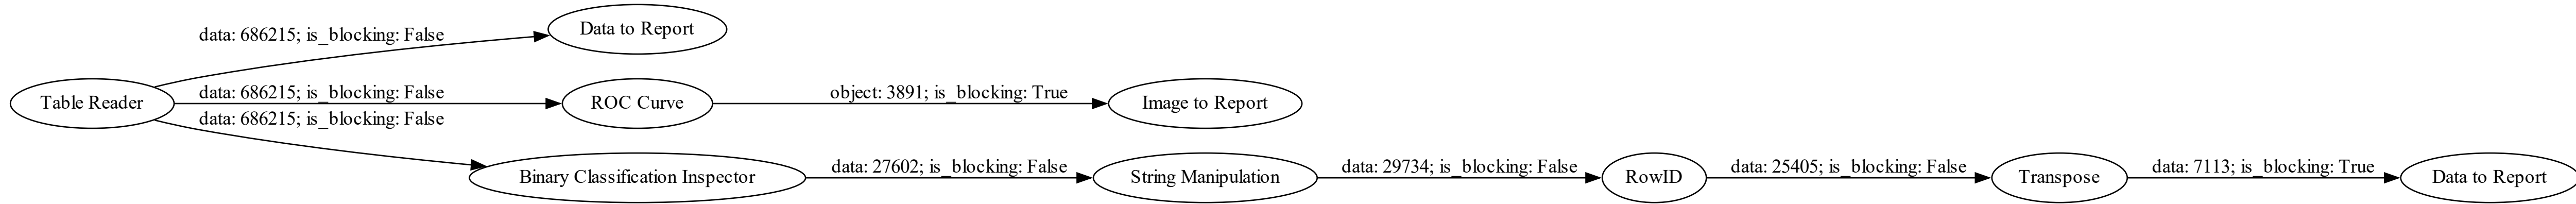 Data to Report
data: 686215; is_blocking: False
Table Reader
data: 686215; is_blocking: False
ROC Curve
object: 3891; is_blocking: True
Image to Report
data: 686215; is_blocking: False
Binary Classification Inspector
data: 27602; is_blocking: False
String Manipulation
data: 29734; is_blocking: False
RowID
data: 25405; is_blocking: False
Transpose
data: 7113; is_blocking: True
Data to Report